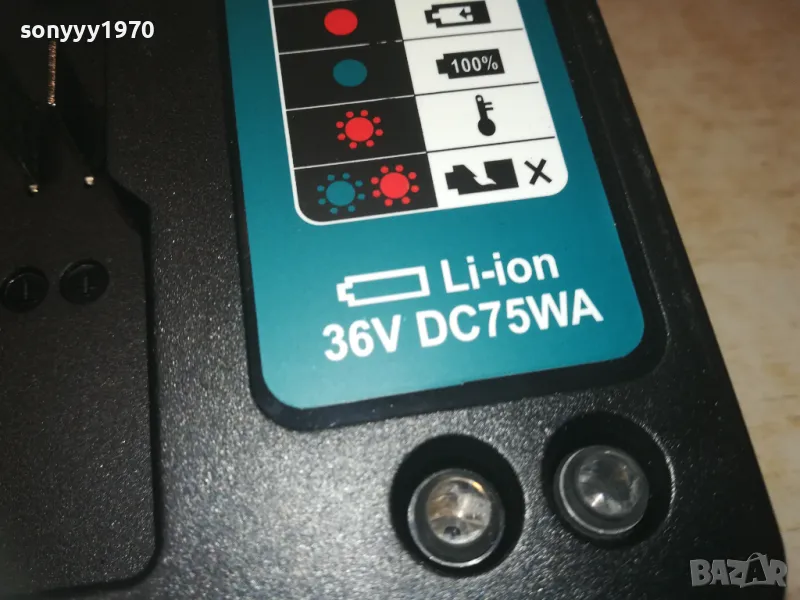 sonyyy1970
100%
Li-ion
36V DC75WA
BAZAR